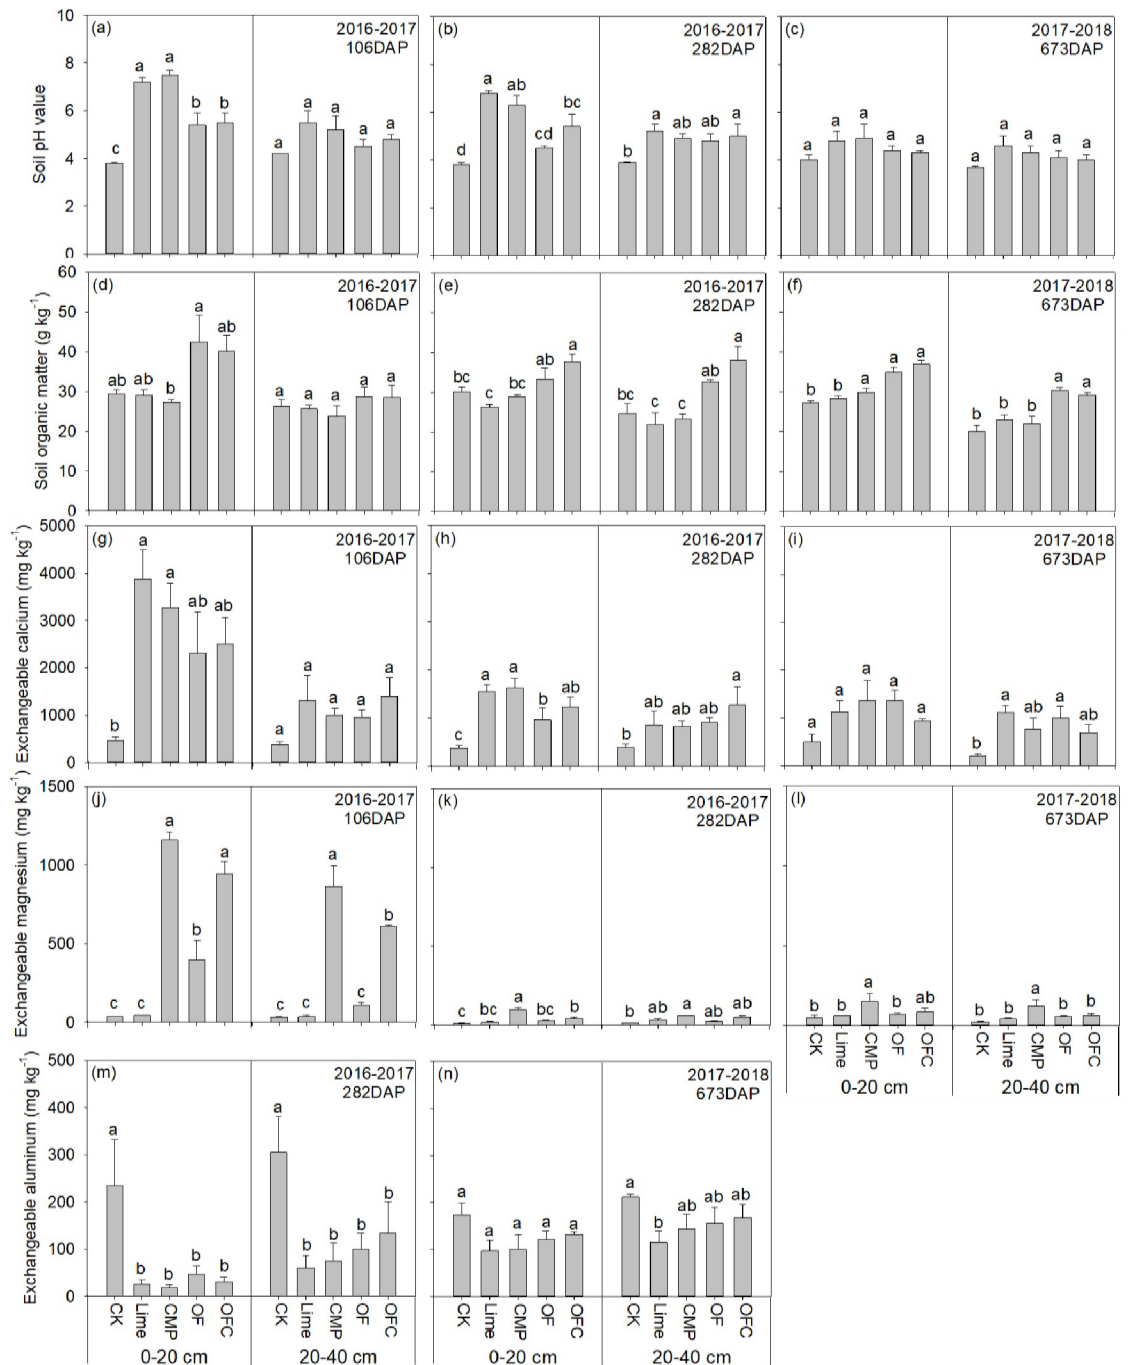 10
8
6
4
2
0
Soil pH value
(a)
2016-2017
106DAP
c
a
a
b
b
a
a
a
a
a
(b)
2016-2017
282DAP
d
a
ab
cd
bc
b
a
ab
ab
a
(c)
2017-2018
673DAP
a
a
a
a
a
a
a
a
a
a
60
50
40
30
20
10
0
Soil organic matter (g kg⁻¹)
(d)
2016-2017
106DAP
ab
ab
b
a
ab
a
a
a
a
a
(e)
2016-2017
282DAP
bc
c
bc
ab
a
bc
c
c
ab
a
(f)
2017-2018
673DAP
b
b
b
a
a
b
b
b
a
a
5000
4000
3000
2000
1000
0
Exchangeable calcium (mg kg⁻¹)
(g)
2016-2017
106DAP
b
a
a
ab
ab
a
a
a
a
a
(h)
2016-2017
282DAP
c
a
a
b
ab
b
ab
ab
ab
a
(i)
2017-2018
673DAP
a
a
a
a
a
b
a
ab
a
ab
1500
1000
500
0
Exchangeable magnesium (mg kg⁻¹)
(j)
2016-2017
106DAP
c
c
a
b
a
c
c
a
c
b
(k)
2016-2017
282DAP
c
bc
a
bc
b
c
ab
a
bc
ab
(l)
2017-2018
673DAP
b
b
a
b
ab
b
b
a
b
b
CK
Lime
CMP
OF
OFC
CK
Lime
CMP
OF
OFC
0-20 cm
20-40 cm
500
400
300
200
100
0
Exchangeable aluminum (mg kg⁻¹)
(m)
2016-2017
282DAP
a
b
b
b
b
a
b
b
b
b
(n)
2017-2018
673DAP
a
a
a
a
a
a
b
ab
ab
ab
CK
Lime
CMP
OF
OFC
CK
Lime
CMP
OF
OFC
CK
Lime
CMP
OF
OFC
CK
Lime
CMP
OF
OFC
0-20 cm
20-40 cm
0-20 cm
20-40 cm